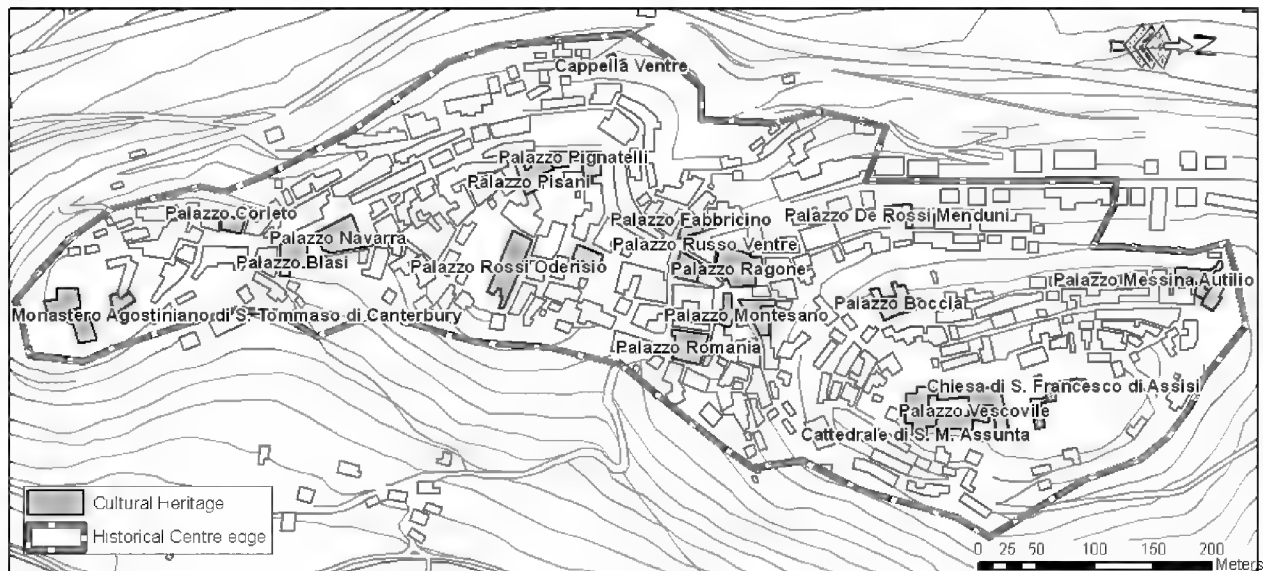 Z
Cappella Ventre
Palazzo Pignatelli
Palazzo Pisani
Palazzo Corleto
Palazzo Fabbricino
Palazzo De Rossi Menduni
Palazzo Navarra
Palazzo Russo Ventre
Palazzo Blasi
Palazzo Rossi Oderisio
Palazzo Ragone
Palazzo Messina Autilio
Palazzo Boccia
Monastero Agostiniano di S. Tommaso di Canterbury
Palazzo Montesano
Palazzo Romania
Chiesa di S. Francesco di Assisi
Palazzo Vescovile
Cattedrale di S. M. Assunta
Cultural Heritage
Historical Centre edge
0 25 50 100 150 200
Meters